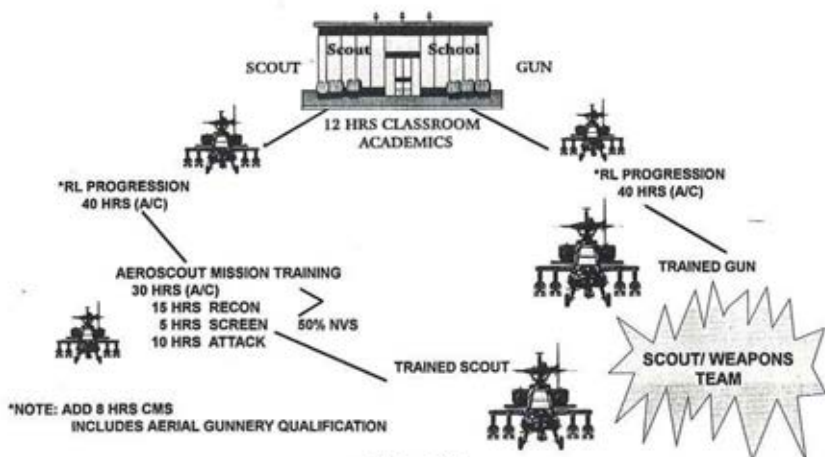 Scout School
SCOUT
GUN
12 HRS CLASSROOM
ACADEMICS
*RL PROGRESSION
40 HRS (A/C)
*RL PROGRESSION
40 HRS (A/C)
AEROSCOUT MISSION TRAINING
30 HRS (A/C)
15 HRS RECON
5 HRS SCREEN
10 HRS ATTACK
50% NVS
TRAINED GUN
TRAINED SCOUT
SCOUT/ WEAPONS
TEAM
*NOTE: ADD 8 HRS CMS
INCLUDES AERIAL GUNNERY QUALIFICATION